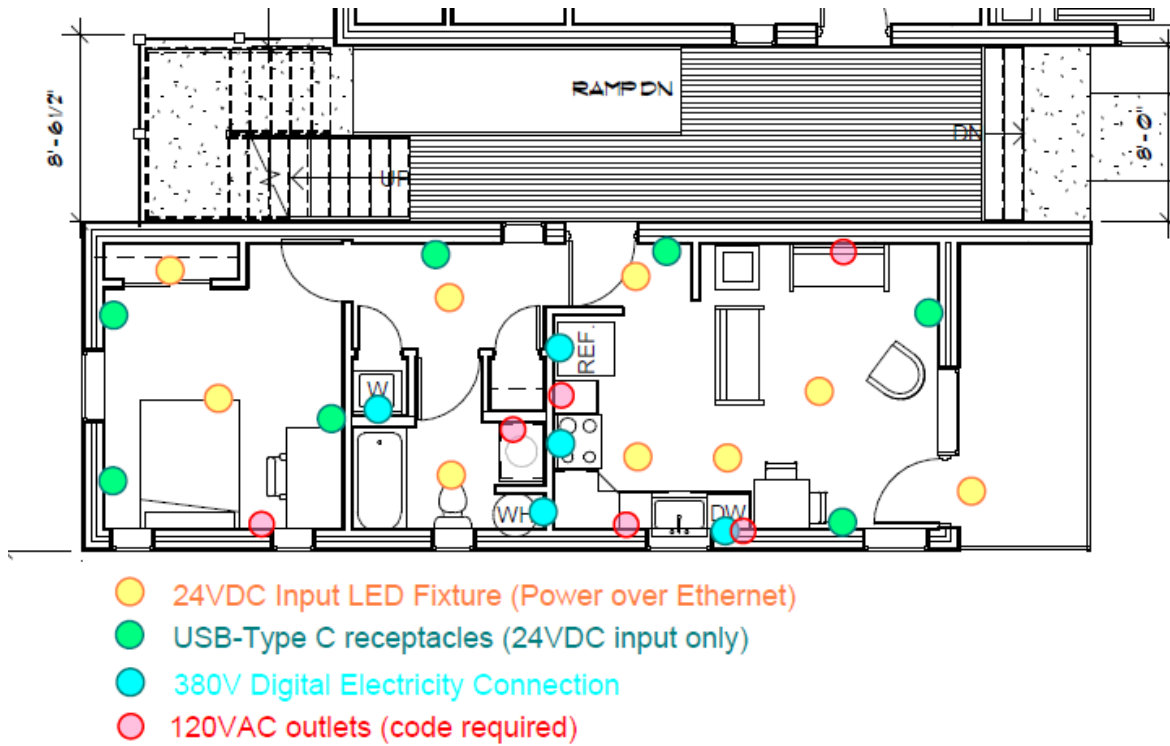 8'-6 1/2"
RAMP DN
DN
8'-0"
UP
REF.
W
WH
DW
24VDC Input LED Fixture (Power over Ethernet)
USB-Type C receptacles (24VDC input only)
380V Digital Electricity Connection
120VAC outlets (code required)